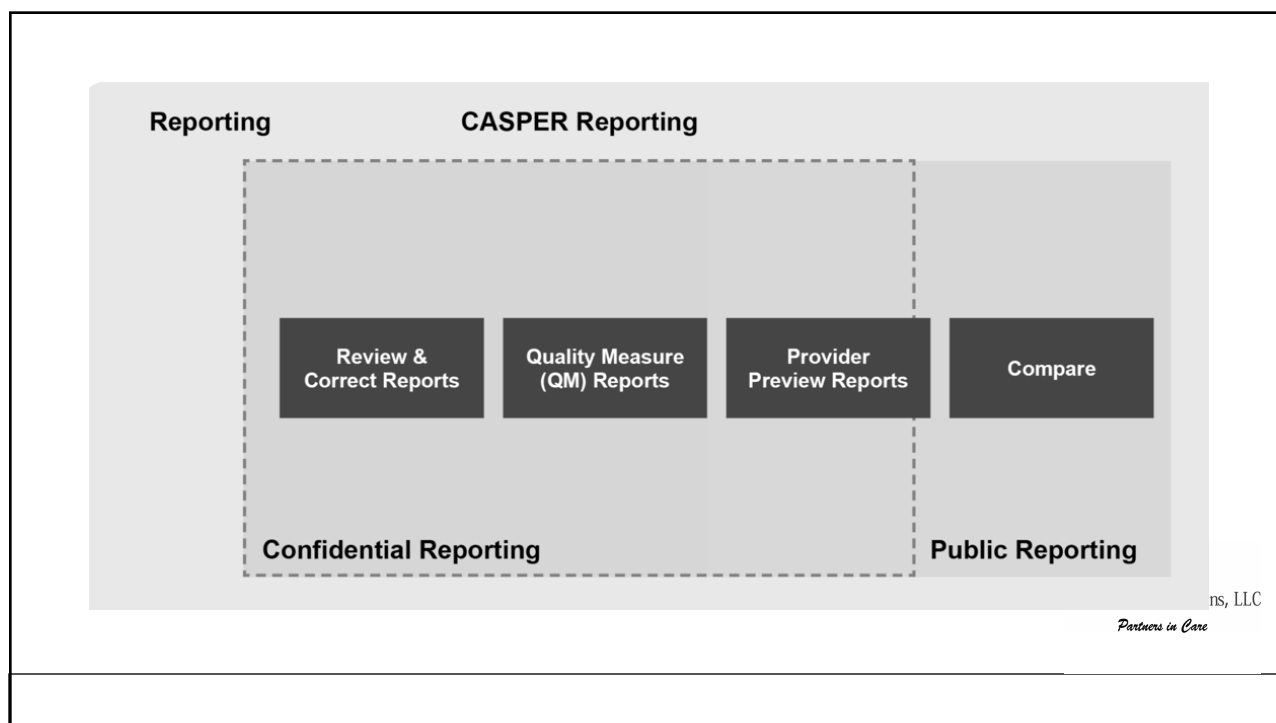 Reporting
CASPER Reporting
Review &
Correct Reports
Quality Measure
(QM) Reports
Provider
Preview Reports
Compare
Confidential Reporting
Public Reporting
LLC
Partners in Care